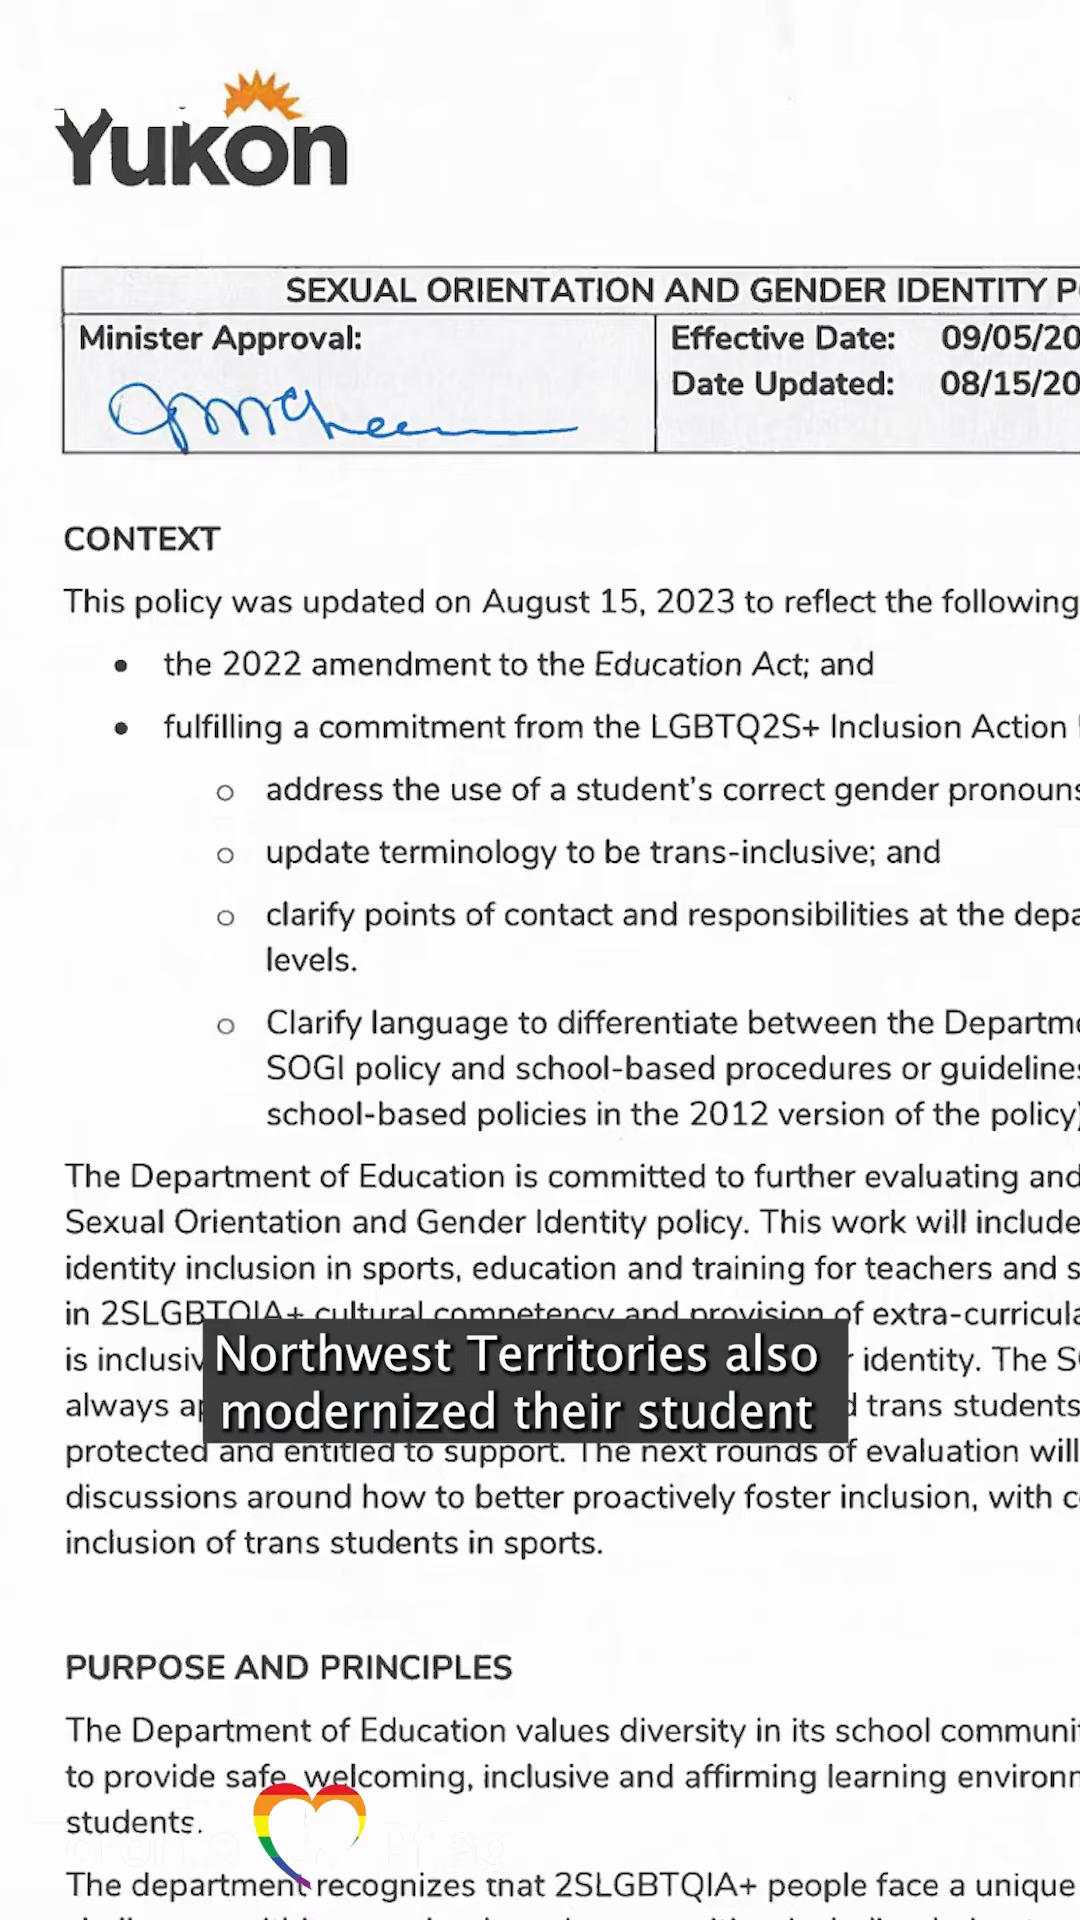 Yukon
SEXUAL ORIENTATION AND GENDER IDENTITY
Minister Approval:
Effective Date: 09/05/20
Date Updated: 08/15/20
CONTEXT
This policy was updated on August 15, 2023 to reflect the following
• the 2022 amendment to the Education Act; and
• fulfilling a commitment from the LGBTQ2S+ Inclusion Action
o address the use of a student's correct gender pronouns
o update terminology to be trans-inclusive; and
o clarify points of contact and responsibilities at the depa
levels.
o Clarify language to differentiate between the Departme
SOGI policy and school-based procedures or guidelines
school-based policies in the 2012 version of the policy)
The Department of Education is committed to further evaluating and
Sexual Orientation and Gender Identity policy. This work will include
identity inclusion in sports, education and training for teachers and s
in 2SLGBTQIA+ cultural competency and provision of extra-curricula
is inclusiv identity. The S
always a trans students
protected and entitled to support. The next rounds of evaluation will
discussions around how to better proactively foster inclusion, with c
inclusion of trans students in sports.
Northwest Territories also
modernized their student
PURPOSE AND PRINCIPLES
The Department of Education values diversity in its school communi
to provide safe, welcoming, inclusive and affirming learning environm
students.
The department recognizes that 2SLGBTQIA+ people face a unique